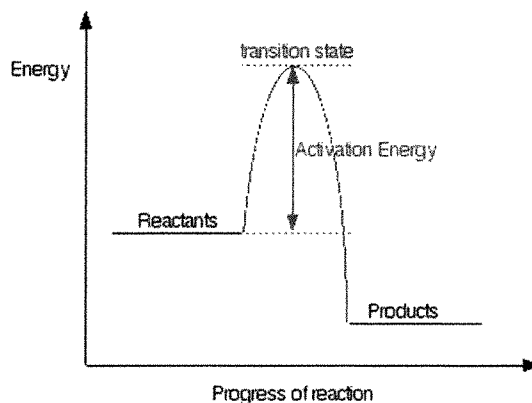 transition state
Energy
Activation Energy
Reactants
Products
Progress of reaction